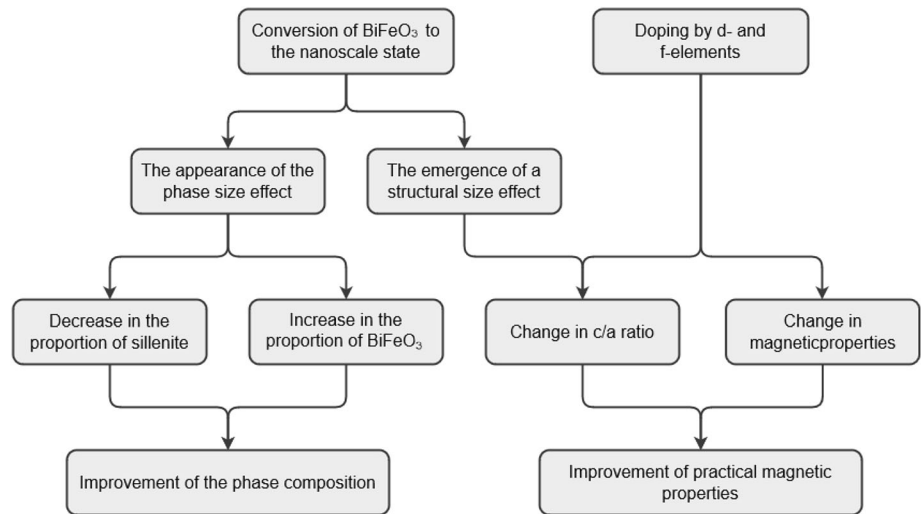 Conversion of BiFeO₃ to
the nanoscale state
Doping by d- and
f-elements
The appearance of the
phase size effect
The emergence of a
structural size effect
Decrease in the
proportion of sillenite
Increase in the
proportion of BiFeO₃
Change in c/a ratio
Change in
magneticproperties
Improvement of the phase composition
Improvement of practical magnetic
properties